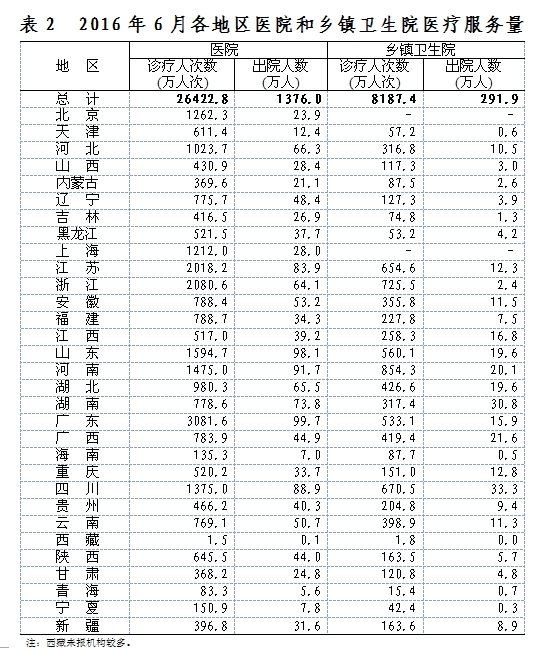 表 2 2016 年 6 月各地区医院和乡镇卫生院医疗服务量
地 区 医院 乡镇卫生院
诊疗人次数 出院人数 诊疗人次数 出院人数
(万人次) (万人) (万人次) (万人)
总 计 26422.8 1376.0 8187.4 291.9
北 京 1262.3 23.9 - -
天 津 611.4 12.4 57.2 0.6
河 北 1023.7 66.3 316.8 10.5
山 西 430.9 28.4 117.3 3.0
内蒙古 369.6 21.1 87.5 2.6
辽 宁 775.7 48.4 127.3 3.9
吉 林 416.5 26.9 74.8 1.3
黑龙江 521.5 37.7 53.2 4.2
上 海 1212.0 28.0 - -
江 苏 2018.2 83.9 654.6 12.3
浙 江 2080.6 64.1 725.5 2.4
安 徽 788.4 53.2 355.8 11.5
福 建 788.7 34.3 227.8 7.5
江 西 517.0 39.2 258.3 16.8
山 东 1594.7 98.1 560.1 19.6
河 南 1475.0 91.7 854.3 20.1
湖 北 980.3 65.5 426.6 19.6
湖 南 778.6 73.8 317.4 30.8
广 东 3081.6 99.7 533.1 15.9
广 西 783.9 44.9 419.4 21.6
海 南 135.3 7.0 87.7 0.5
重 庆 520.2 33.7 151.0 12.8
四 川 1375.0 88.9 670.5 33.3
贵 州 466.2 40.3 204.8 9.4
云 南 769.1 50.7 398.9 11.3
西 藏 1.5 0.1 1.8 0.0
陕 西 645.5 44.0 163.5 5.7
甘 肃 368.2 24.8 120.8 4.8
青 海 83.3 5.6 15.4 0.7
宁 夏 150.9 7.8 42.4 0.3
新 疆 396.8 31.6 163.6 8.9
注：西藏未报机构较多。